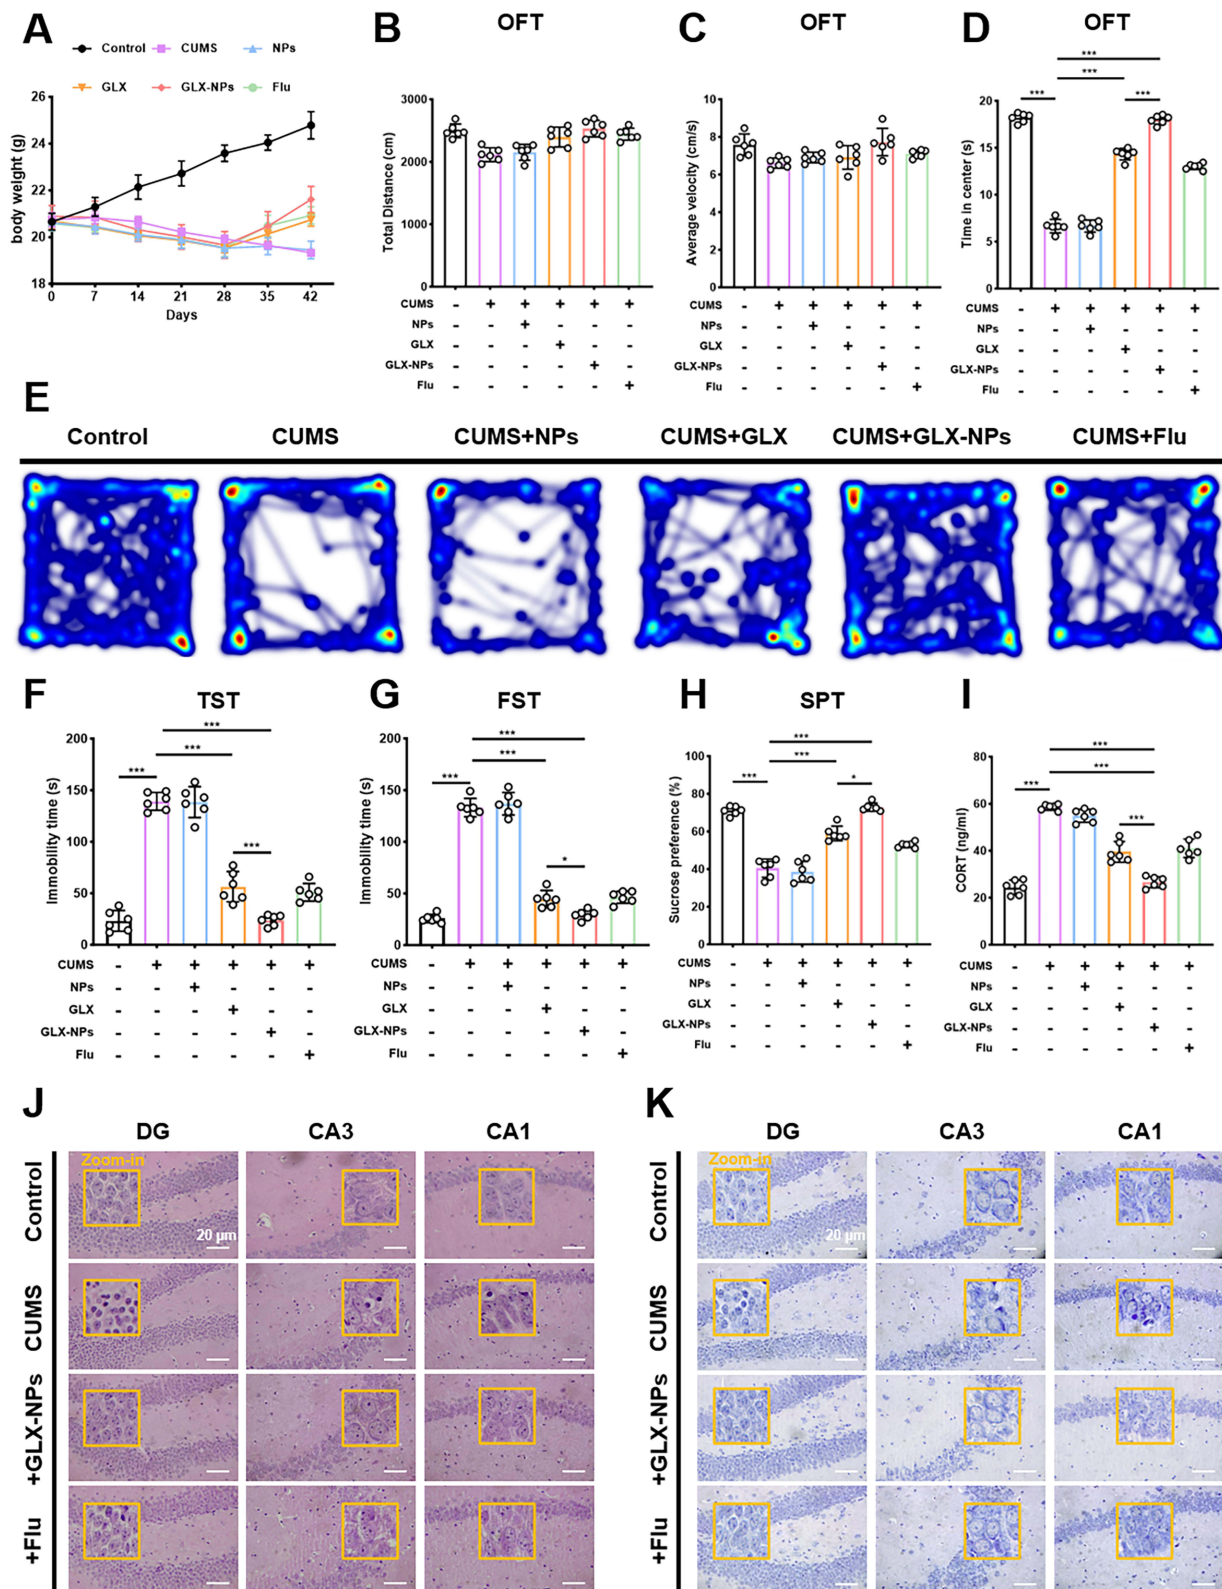 A
Control CUMS NPs
GLX GLX-NPs Flu
body weight (g)
26
24
22
20
18
0 7 14 21 28 35 42
Days
B
OFT
Total Distance (cm)
3000
2000
1000
0
CUMS - + + + + +
NPs - - + - - -
GLX - - - + - -
GLX-NPs - - - - + -
Flu - - - - - +
C
OFT
Average velocity (cm/s)
10
8
6
4
2
0
CUMS - + + + + +
NPs - - + - - -
GLX - - - + - -
GLX-NPs - - - - + -
Flu - - - - - +
D
OFT
Time in center (s)
20
15
10
5
0
***
***
*** ***
CUMS - + + + + +
NPs - - + - - -
GLX - - - + - -
GLX-NPs - - - - + -
Flu - - - - - +
E
Control CUMS CUMS+NPs CUMS+GLX CUMS+GLX-NPs CUMS+Flu
F
TST
Immobility time (s)
200
150
100
50
0
***
***
***
***
CUMS - + + + + +
NPs - - + - - -
GLX - - - + - -
GLX-NPs - - - - + -
Flu - - - - - +
G
FST
Immobility time (s)
200
150
100
50
0
***
***
***
*
CUMS - + + + + +
NPs - - + - - -
GLX - - - + - -
GLX-NPs - - - - + -
Flu - - - - - +
H
SPT
Sucrose preference (%)
100
80
60
40
20
0
***
***
*** *
CUMS - + + + + +
NPs - - + - - -
GLX - - - + - -
GLX-NPs - - - - + -
Flu - - - - - +
I
CORT (ng/ml)
80
60
40
20
0
***
***
***
***
CUMS - + + + + +
NPs - - + - - -
GLX - - - + - -
GLX-NPs - - - - + -
Flu - - - - - +
J
DG CA3 CA1
Control
Zoom-in
20 μm
CUMS
+GLX-NPs
+Flu
K
DG CA3 CA1
Control
Zoom-in
20 μm
CUMS
+GLX-NPs
+Flu